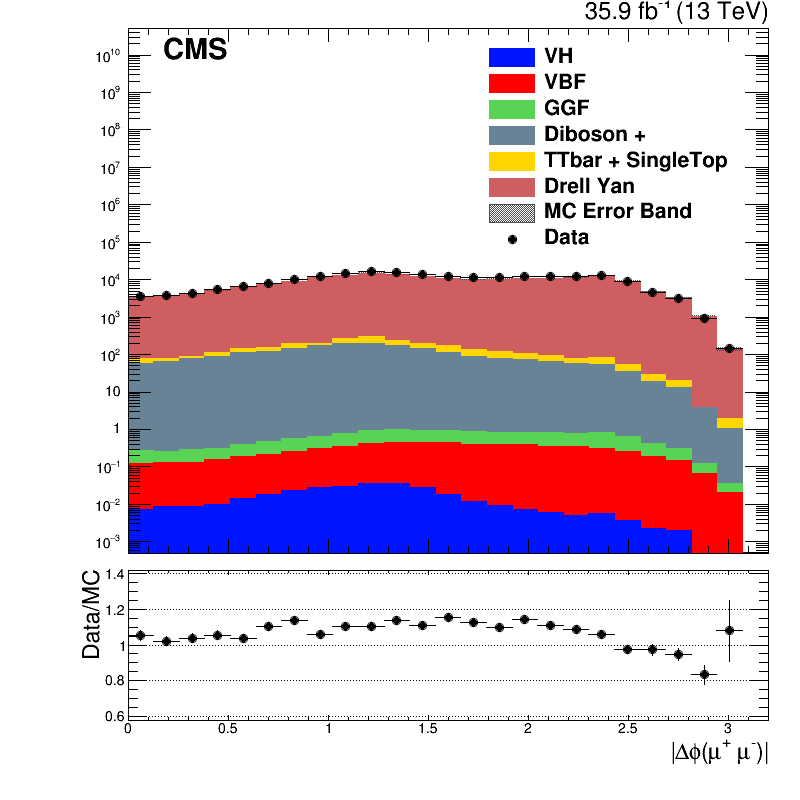 35.9 fb⁻¹ (13 TeV)
CMS
VH
VBF
GGF
Diboson +
TTbar + SingleTop
Drell Yan
MC Error Band
Data
10¹⁰
10⁹
10⁸
10⁷
10⁶
10⁵
10⁴
10³
10²
10
1
10⁻¹
10⁻²
10⁻³
Data/MC
1.4
1.2
1
0.8
0.6
0 0.5 1 1.5 2 2.5 3
|Δϕ(μ⁺ μ⁻)|